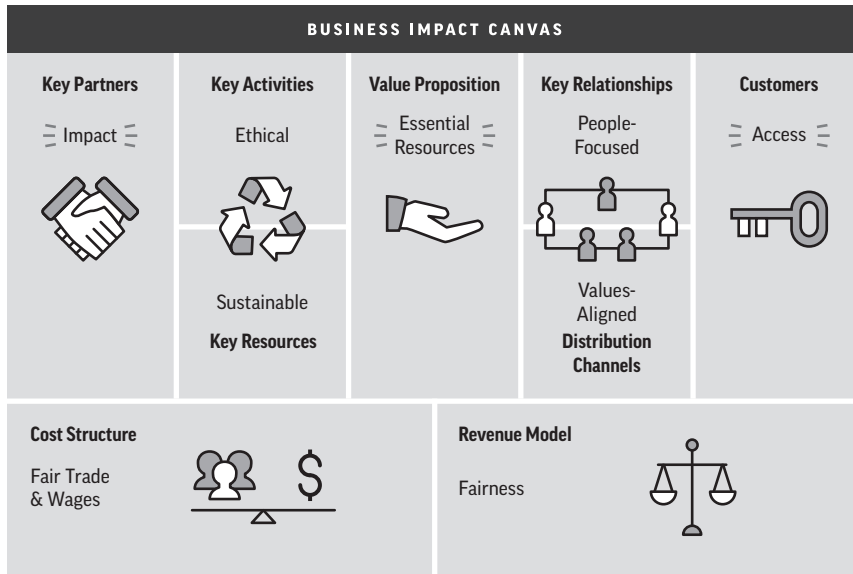 BUSINESS IMPACT CANVAS
Key Partners
Impact
Key Activities
Ethical
Sustainable
Key Resources
Value Proposition
Essential
Resources
Key Relationships
People-
Focused
Values-
Aligned
Distribution
Channels
Customers
Access
Cost Structure
Fair Trade
& Wages
$
Revenue Model
Fairness